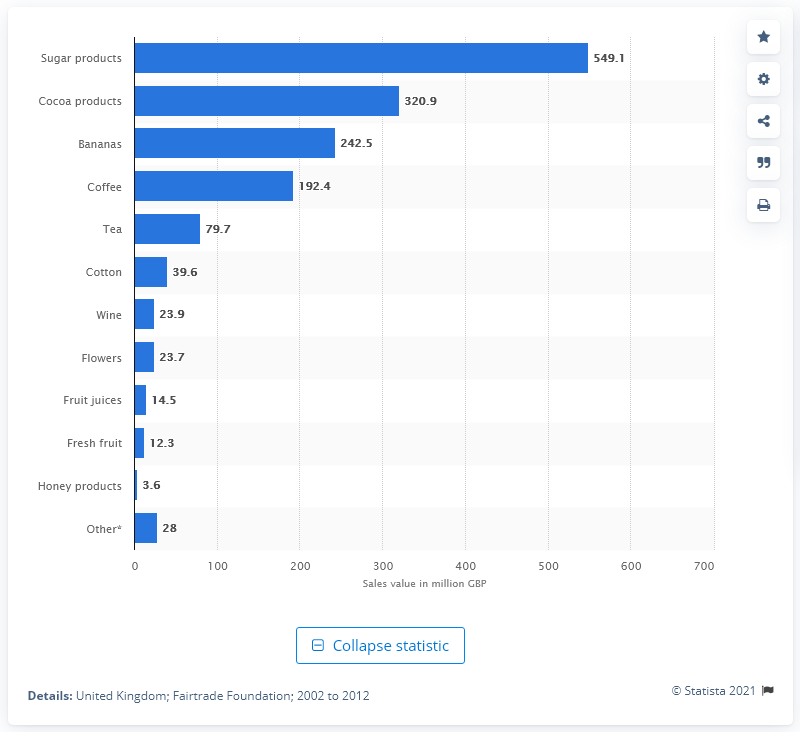 Sugar products 549.1
Cocoa products 320.9
Bananas 242.5
Coffee 192.4
Tea 79.7
Cotton 39.6
Wine 23.9
Flowers 23.7
Fruit juices 14.5
Fresh fruit 12.3
Honey products 3.6
Other* 28
0 100 200 300 400 500 600 700
Sales value in million GBP
Collapse statistic
© Statista 2021
Details: United Kingdom; Fairtrade Foundation; 2002 to 2012